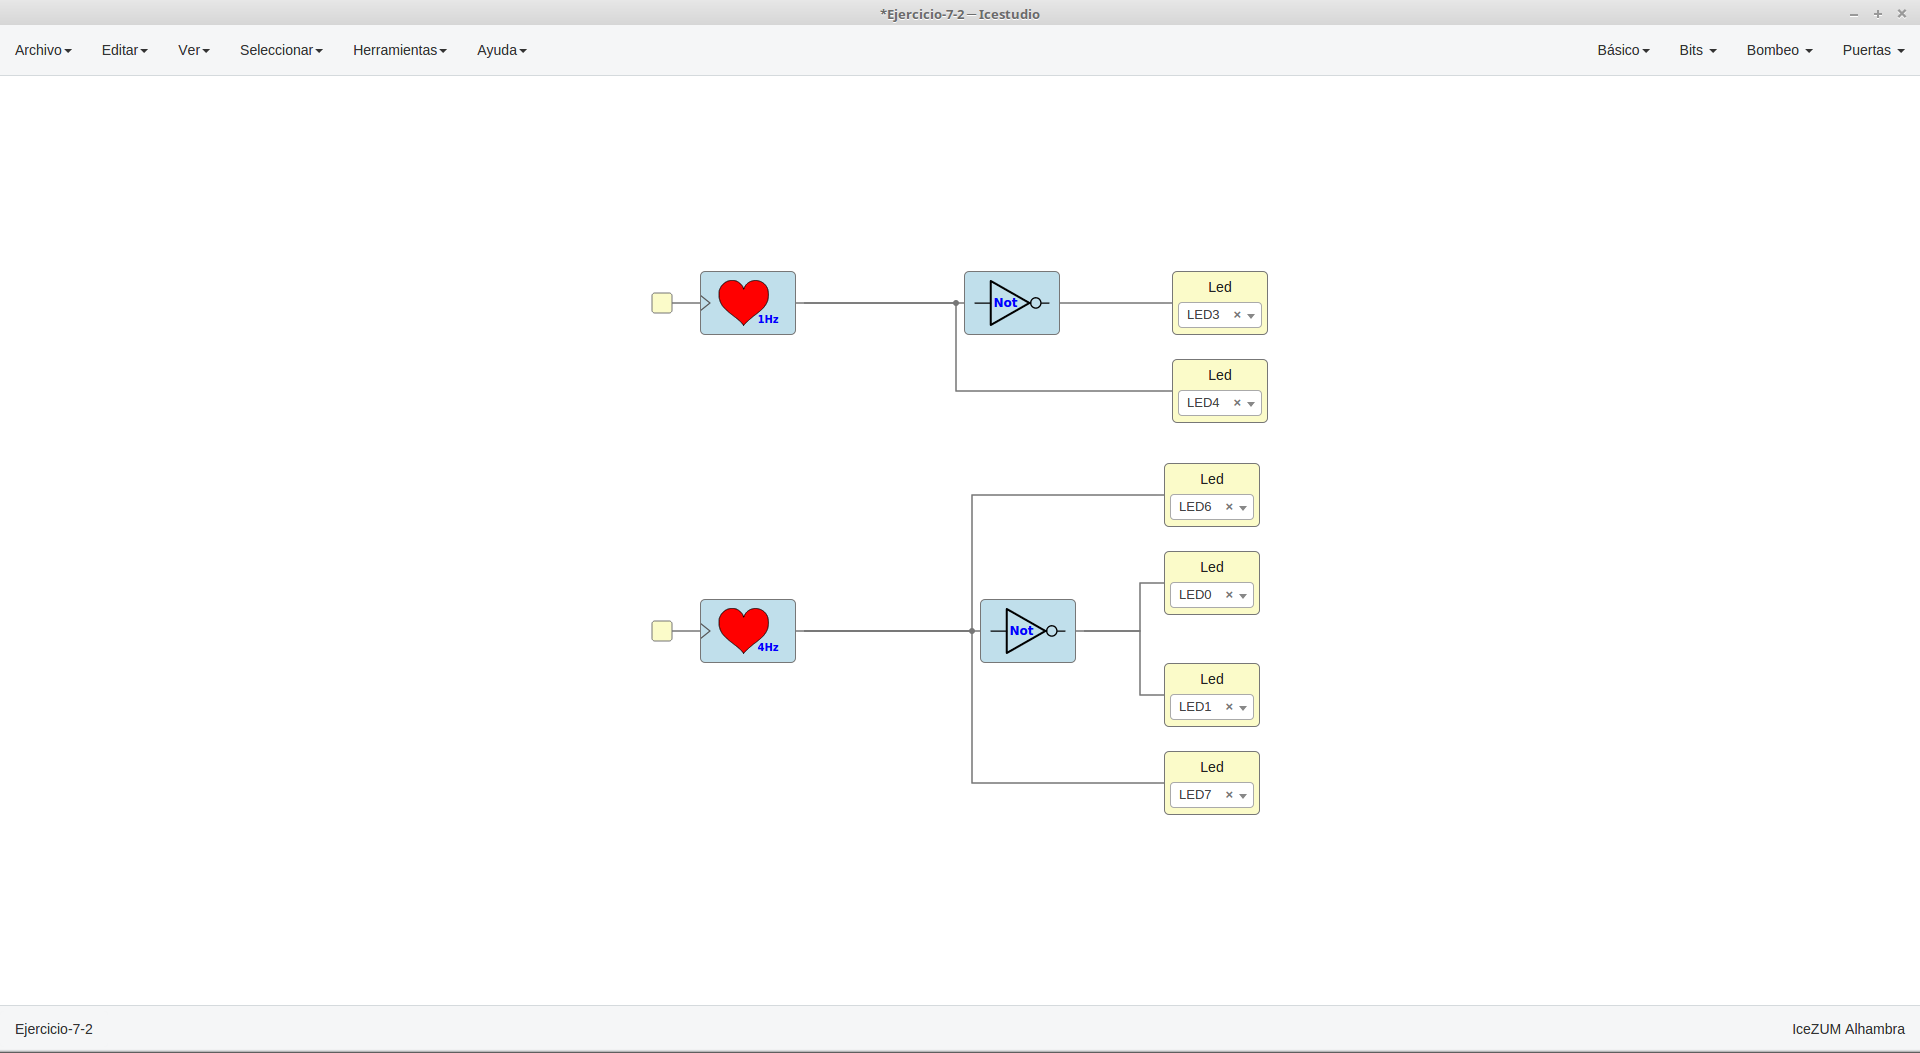 *Ejercicio-7-2 — Icestudio
Archivo Editar Ver Seleccionar Herramientas Ayuda Básico Bits Bombeo Puertas
1Hz
Not
Led
LED3
Led
LED4
Led
LED6
Led
LED0
4Hz
Not
Led
LED1
Led
LED7
Ejercicio-7-2 IceZUM Alhambra